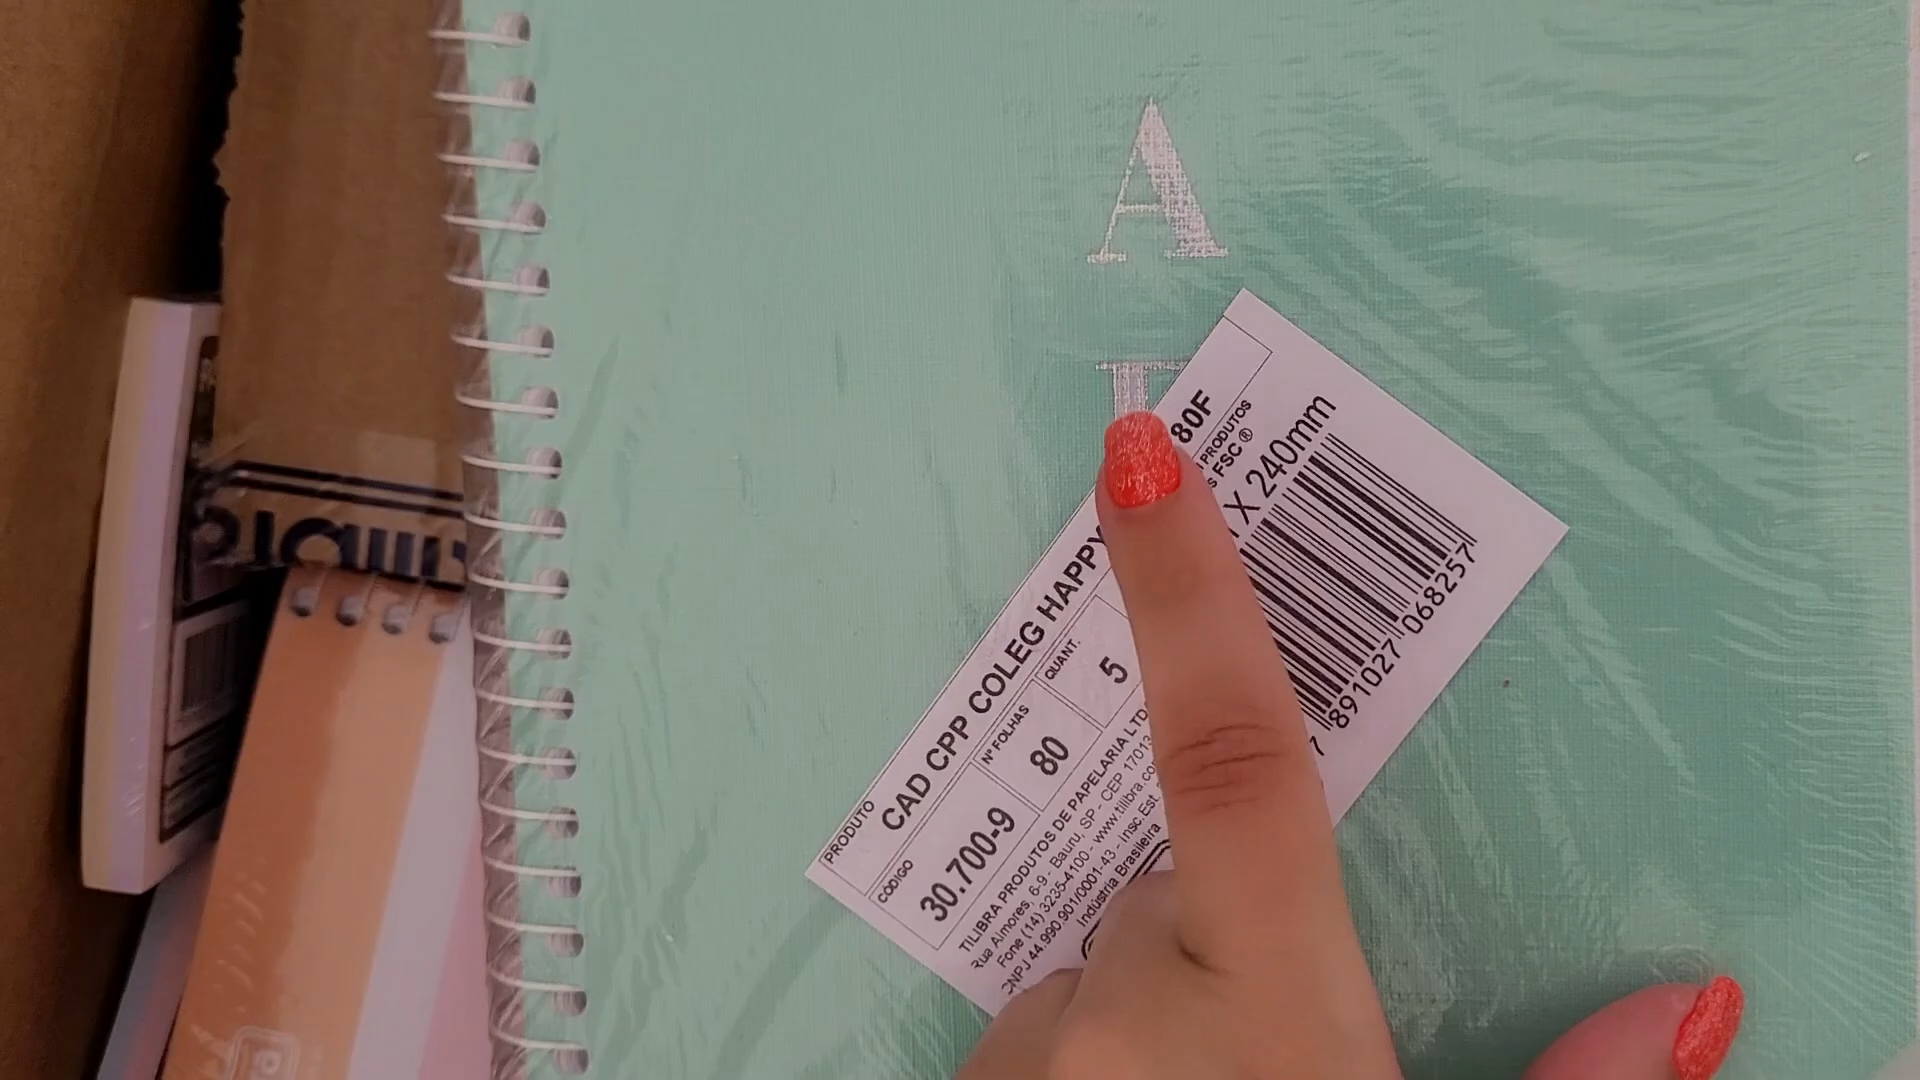 A
PRODUTO
CAD CPP COLEG HAPPY 80F
CÓDIGO
30.700-9
Nº FOLHAS
80
QUANT.
5
PRODUTOS
FSC ®
X 240mm
TILIBRA PRODUTOS DE PAPELARIA LTDA
Rua Aimores, 6-9 - Bauru, SP - CEP 17013
Fone (14) 3235-4100 - www.tilibra.co
CNPJ 44.990.901/0001-43 - Insc.Est.
Indústria Brasileira
7 891027 068257